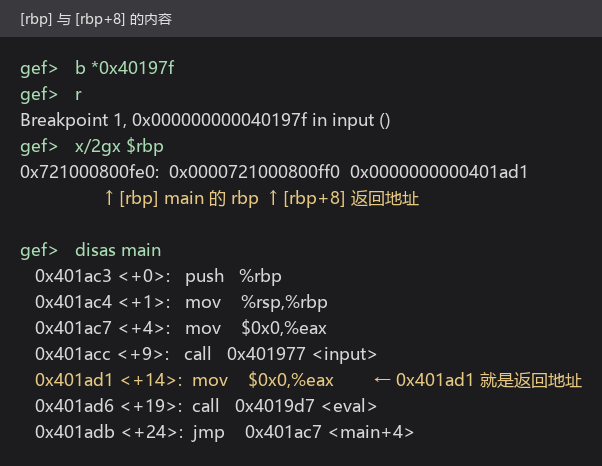 [rbp] 与 [rbp+8] 的内容
gef> b *0x40197f
gef> r
Breakpoint 1, 0x000000000040197f in input ()
gef> x/2gx $rbp
0x721000800fe0: 0x0000721000800ff0 0x0000000000401ad1
↑[rbp] main 的 rbp ↑[rbp+8] 返回地址
gef> disas main
0x401ac3 <+0>: push %rbp
0x401ac4 <+1>: mov %rsp,%rbp
0x401ac7 <+4>: mov $0x0,%eax
0x401acc <+9>: call 0x401977 <input>
0x401ad1 <+14>: mov $0x0,%eax ← 0x401ad1 就是返回地址
0x401ad6 <+19>: call 0x4019d7 <eval>
0x401adb <+24>: jmp 0x401ac7 <main+4>